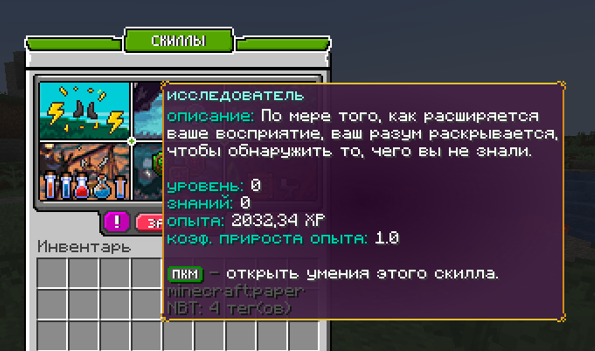 СКИЛЛЫ
ИССЛЕДОВАТЕЛЬ
ОПИСАНИЕ: По мере того, как расширяется
ваше восприятие, ваш разум раскрывается,
чтобы обнаружить то, чего вы не знали.
УРОВЕНЬ: 0
ЗНАНИЙ: 0
ОПЫТА: 2032,34 XP
КОЭФ. ПРИРОСТА ОПЫТА: 1.0
!
ЗА
Инвентарь
ПКМ – открыть умения этого скилла.
minecraft:paper
NBT: 4 тег(ов)